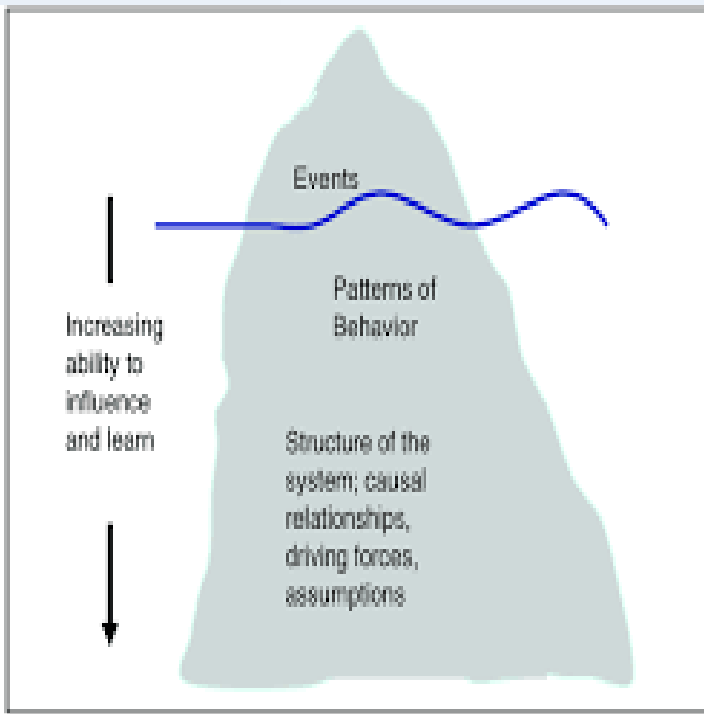 Events
Patterns of
Behavior
Increasing
ability to
influence
and learn
Structure of the
system; causal
relationships,
driving forces,
assumptions